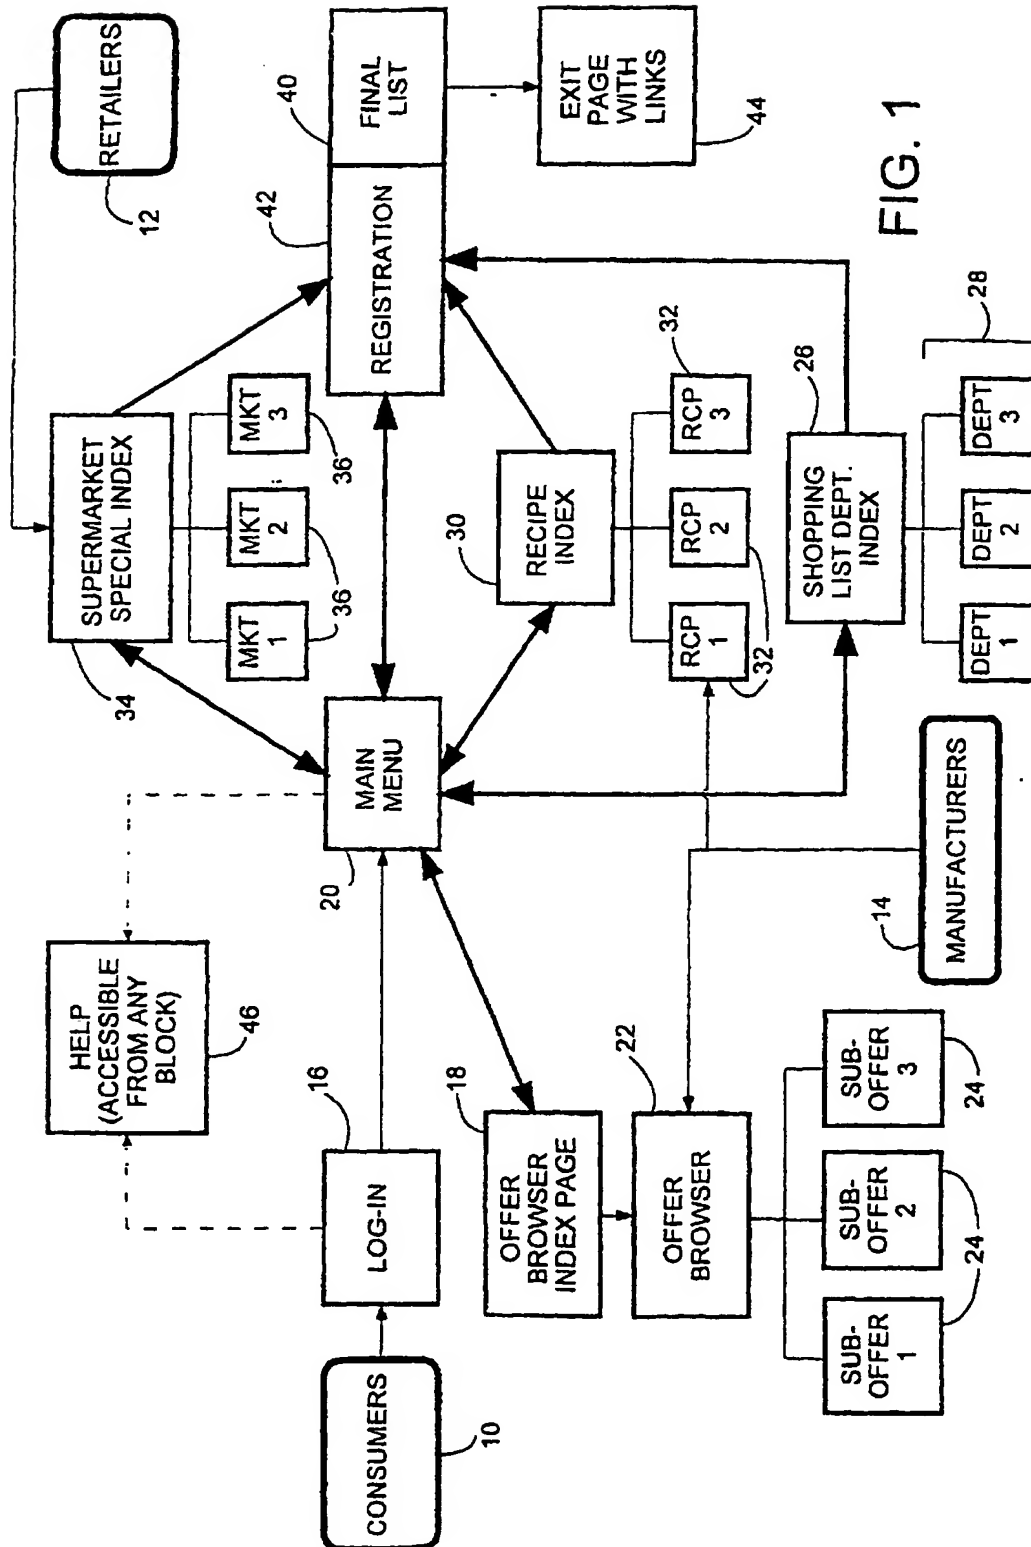 HELP
(ACCESSIBLE
FROM ANY
BLOCK)
46
SUPERMARKET
SPECIAL INDEX
34
RETAILERS
12
MKT
1
MKT
2
MKT
3
36
36
CONSUMERS
10
LOG-IN
16
MAIN
MENU
20
REGISTRATION
42
FINAL
LIST
40
OFFER
BROWSER
INDEX PAGE
18
RECIPE
INDEX
30
EXIT
PAGE
WITH
LINKS
44
OFFER
BROWSER
22
RCP
1
RCP
2
RCP
3
32
32
SUB-
OFFER
1
SUB-
OFFER
2
SUB-
OFFER
3
24
24
SHOPPING
LIST DEPT.
INDEX
26
MANUFACTURERS
14
DEPT
1
DEPT
2
DEPT
3
28
FIG. 1